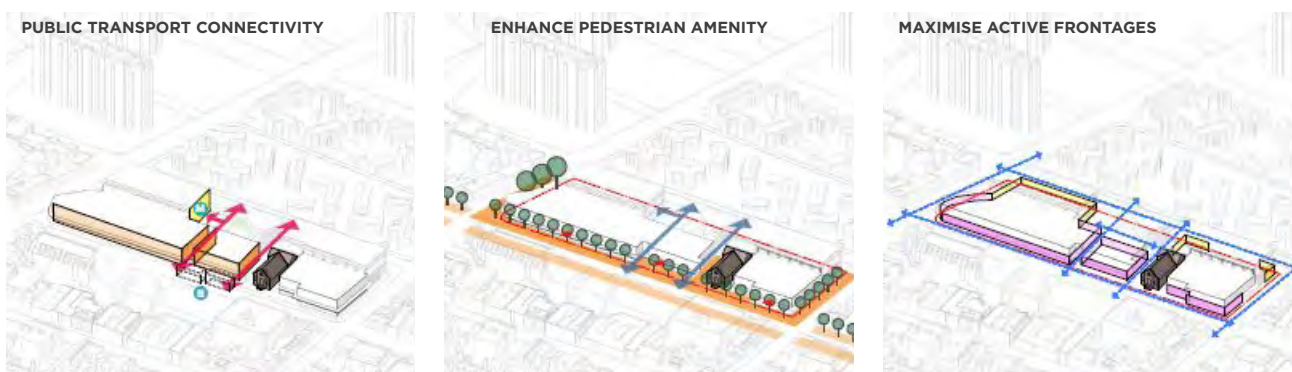 PUBLIC TRANSPORT CONNECTIVITY
ENHANCE PEDESTRIAN AMENITY
MAXIMISE ACTIVE FRONTAGES